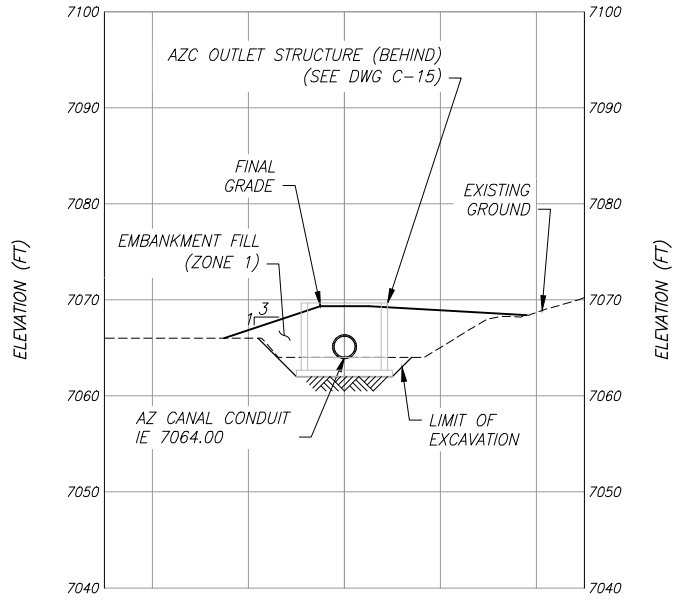 7100
7100
AZC OUTLET STRUCTURE (BEHIND)
(SEE DWG C-15)
7090
7090
FINAL
GRADE
EXISTING
GROUND
7080
7080
EMBANKMENT FILL
(ZONE 1)
ELEVATION (FT)
ELEVATION (FT)
7070
7070
3
1
7060
7060
AZ CANAL CONDUIT
IE 7064.00
LIMIT OF
EXCAVATION
7050
7050
7040
7040